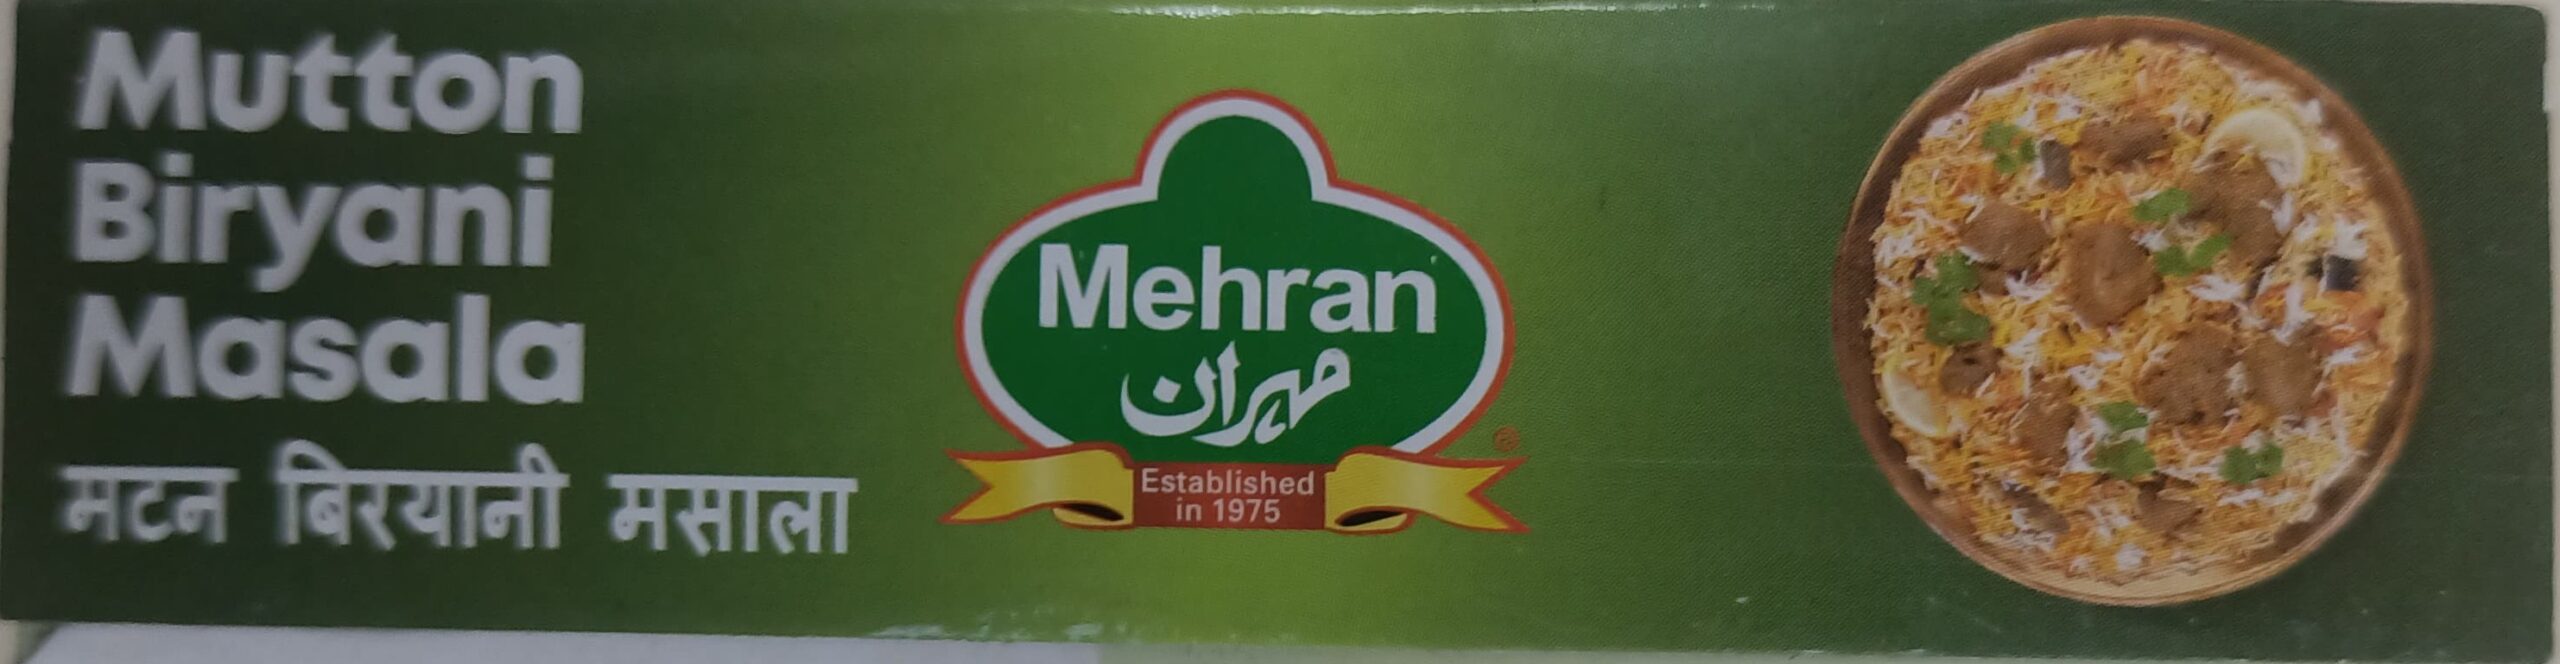 Mutton
Biryani
Masala
मटन बिरयानी मसाला
Mehran
مہران
®
Established
in 1975